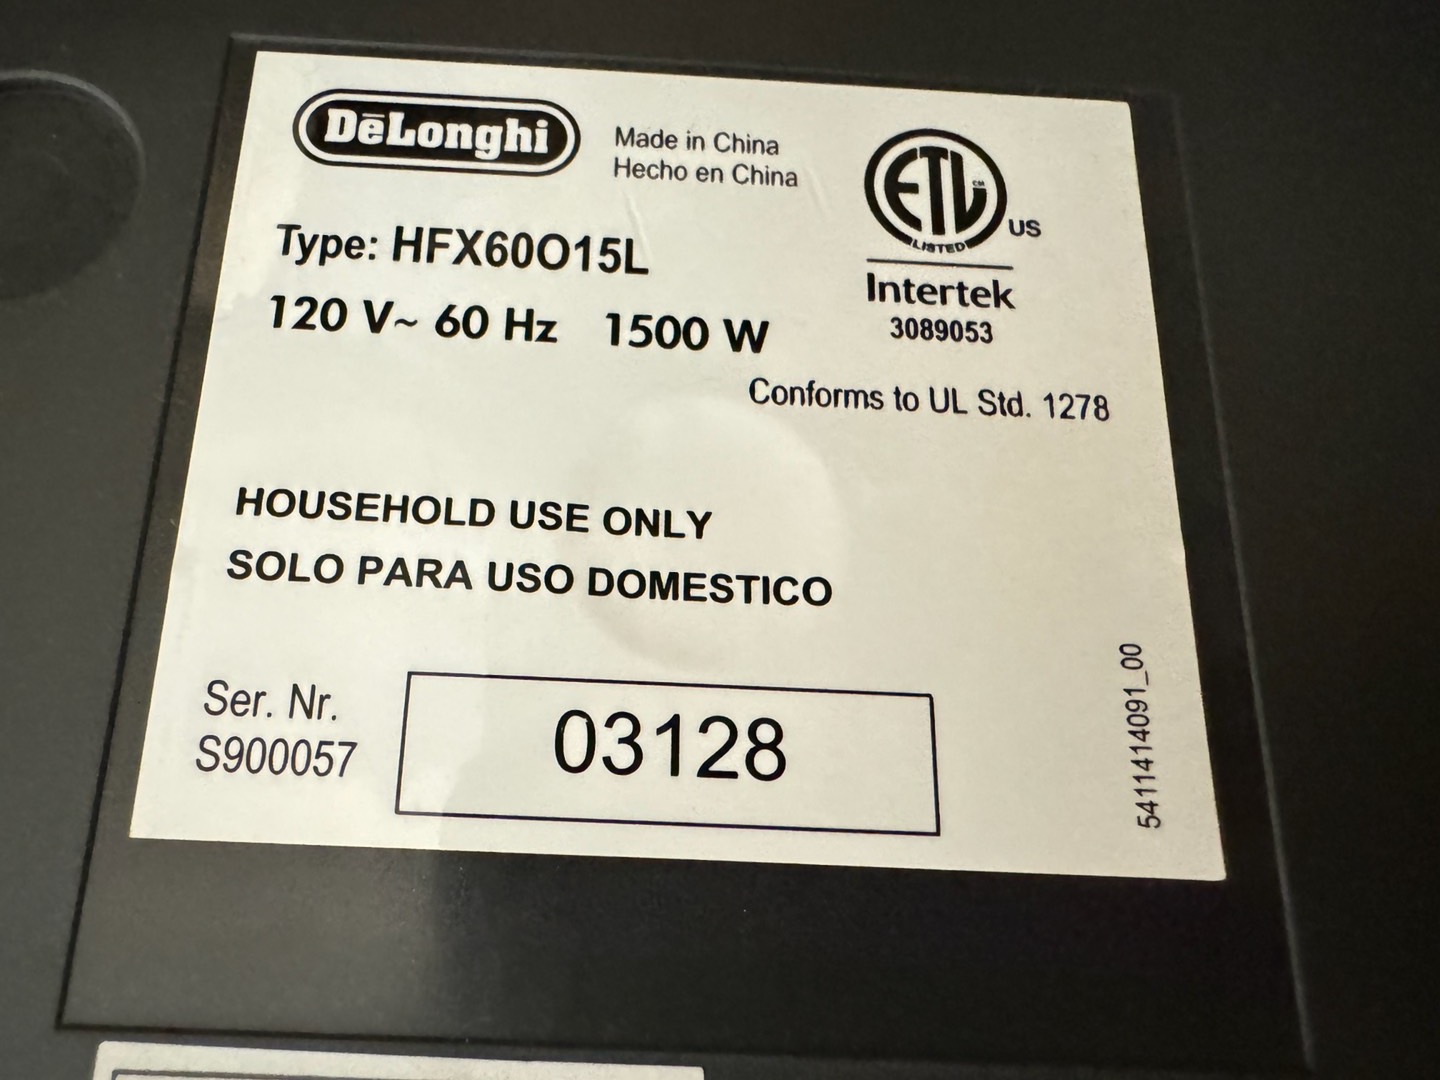 DēLonghi
Made in China
Hecho en China
ETL CM
LISTED
US
Intertek
3089053
Type: HFX60O15L
120 V~ 60 Hz 1500 W
Conforms to UL Std. 1278
HOUSEHOLD USE ONLY
SOLO PARA USO DOMESTICO
Ser. Nr.
S900057
03128
5411414091_00